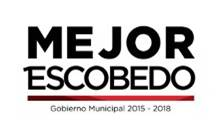 MEJOR
ESCOBEDO
Gobierno Municipal 2015 - 2018